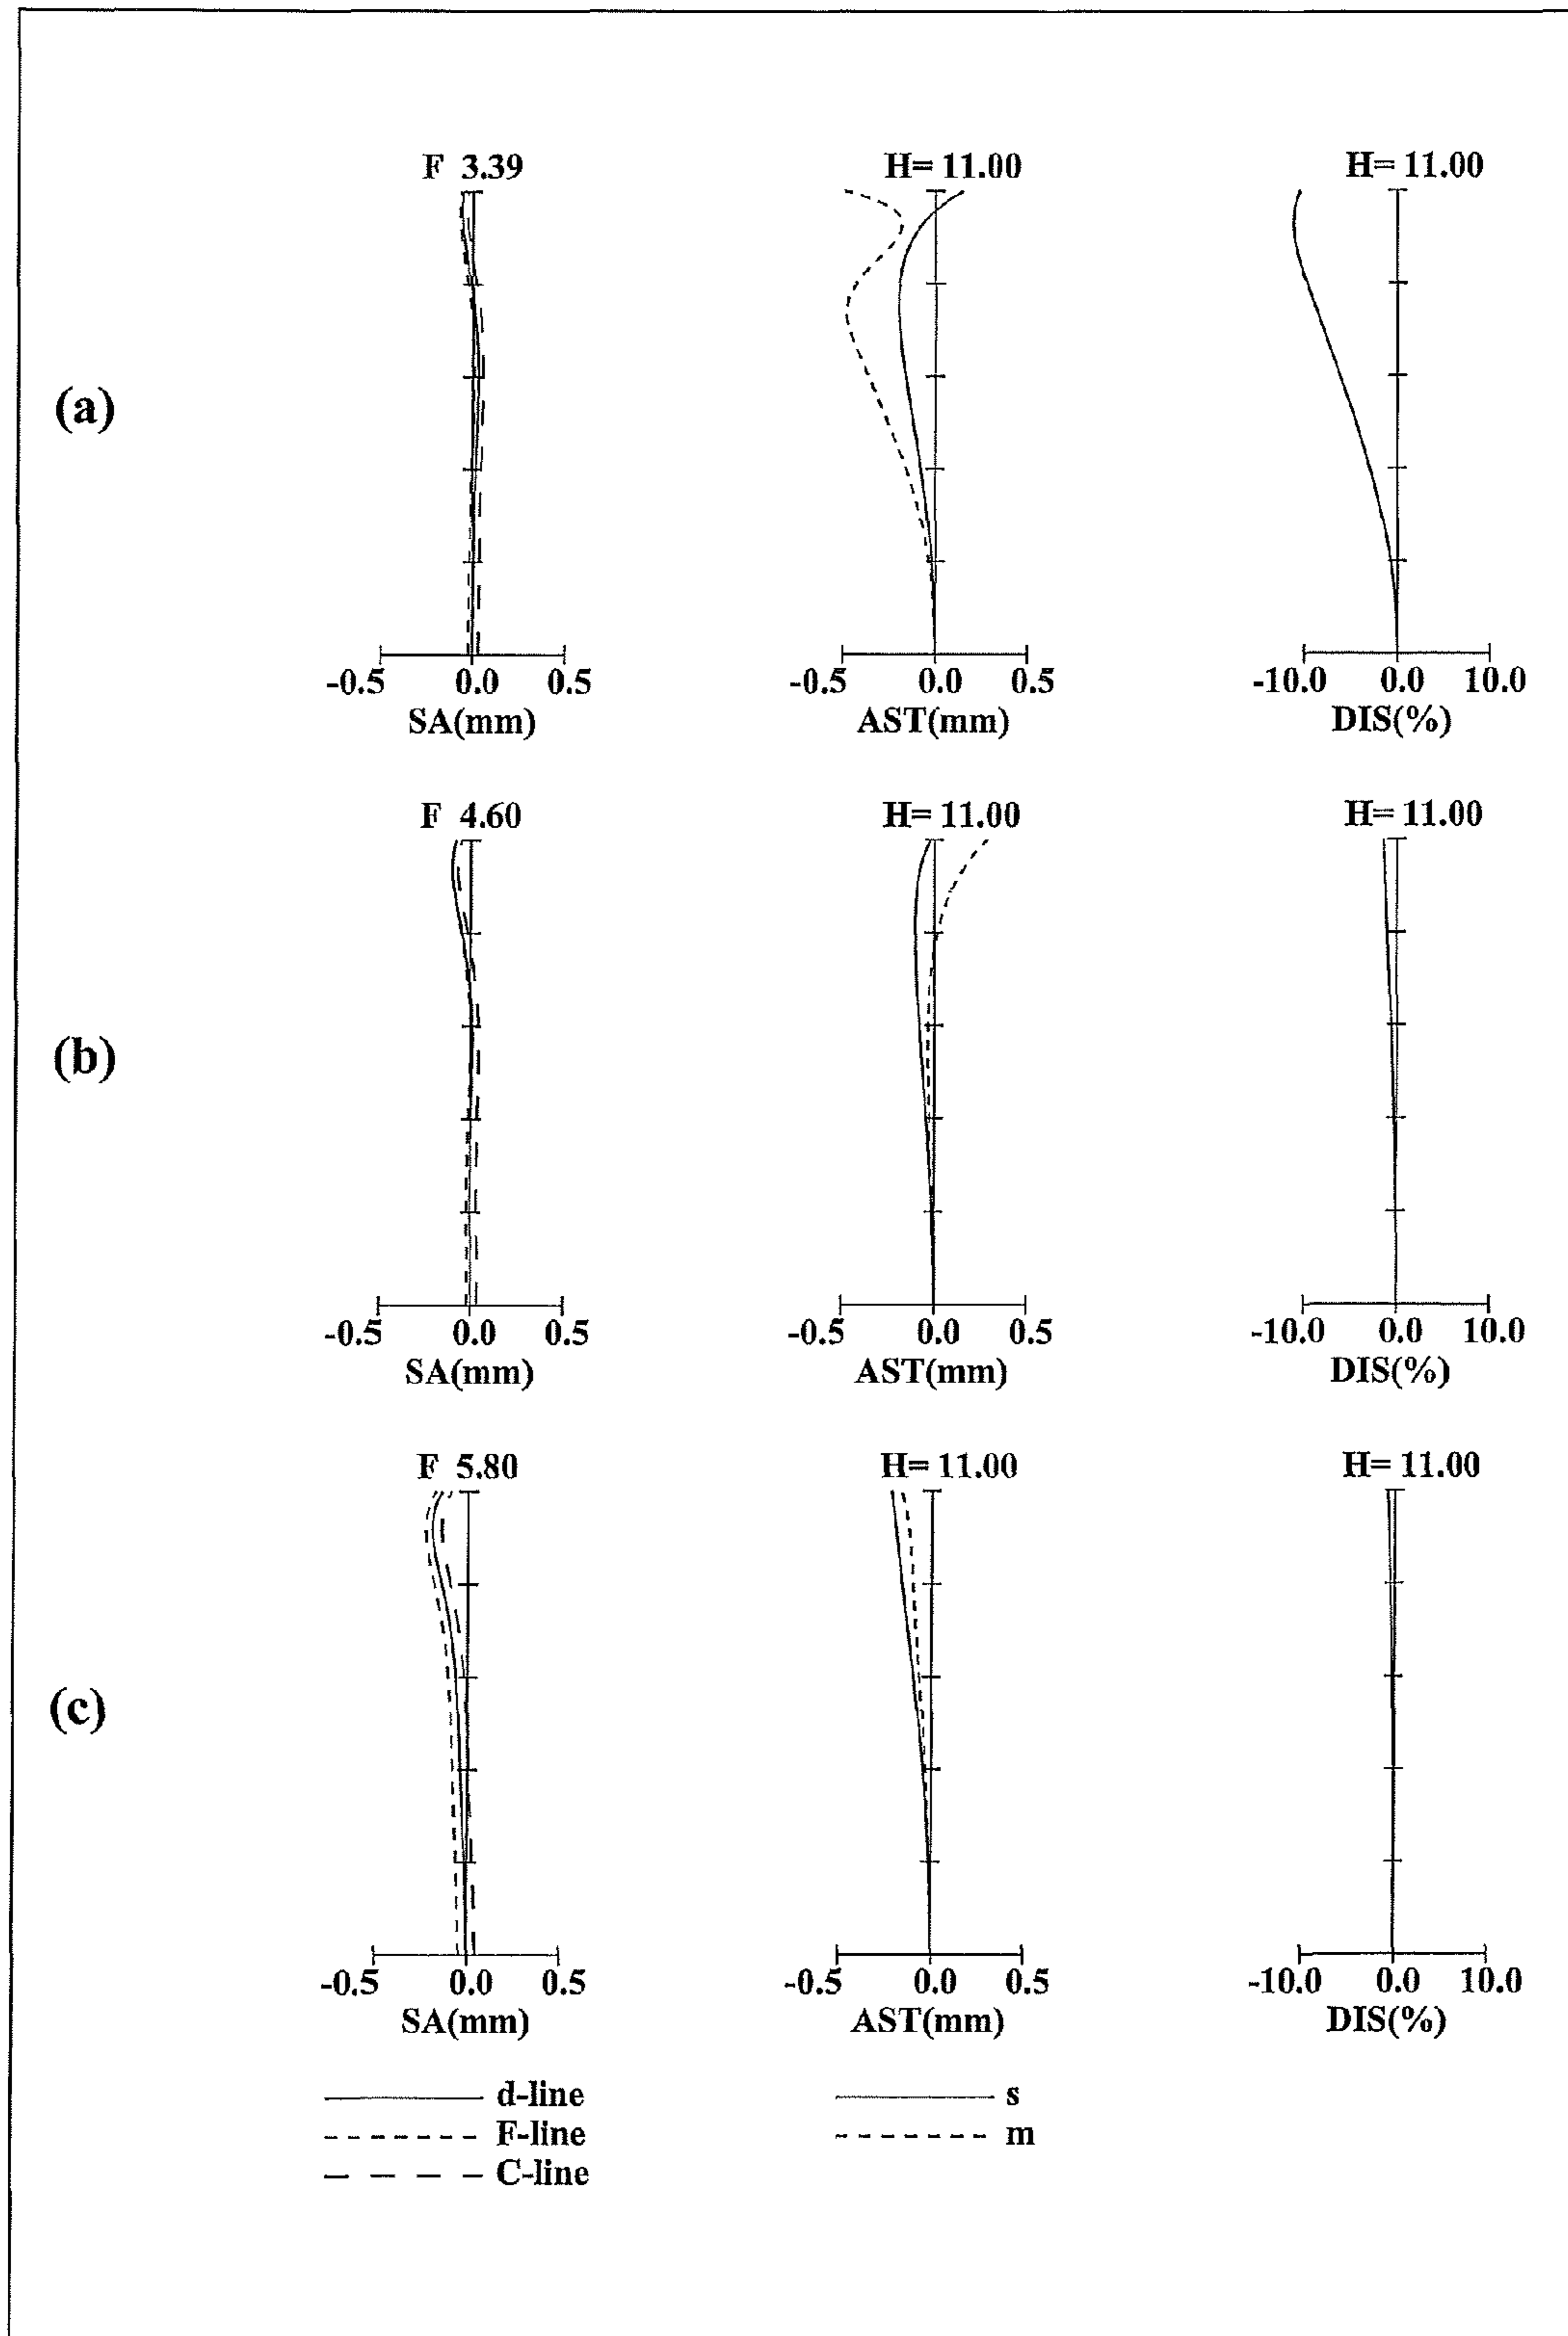 F 3.39 H= 11.00 H= 11.00
(a)
-0.5 0.0 0.5 -0.5 0.0 0.5 -10.0 0.0 10.0
SA(mm) AST(mm) DIS(%)
F 4.60 H= 11.00 H= 11.00
(b)
-0.5 0.0 0.5 -0.5 0.0 0.5 -10.0 0.0 10.0
SA(mm) AST(mm) DIS(%)
F 5.80 H= 11.00 H= 11.00
(c)
-0.5 0.0 0.5 -0.5 0.0 0.5 -10.0 0.0 10.0
SA(mm) AST(mm) DIS(%)
d-line s
F-line m
C-line